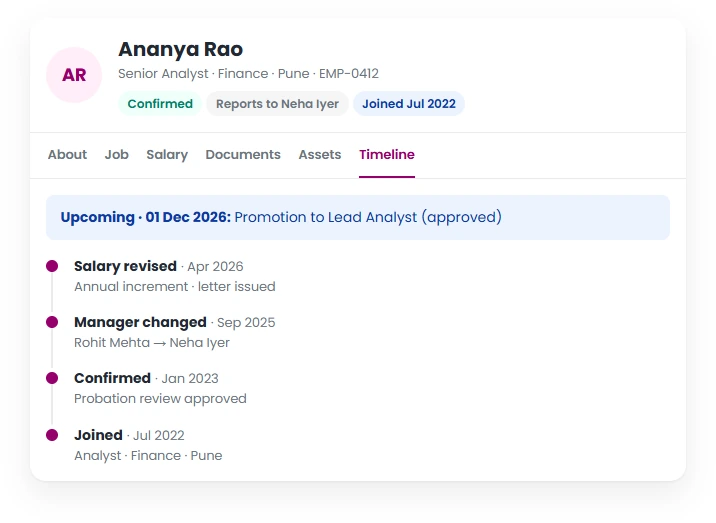 AR
Ananya Rao
Senior Analyst · Finance · Pune · EMP-0412
Confirmed Reports to Neha Iyer Joined Jul 2022
About Job Salary Documents Assets Timeline
Upcoming · 01 Dec 2026: Promotion to Lead Analyst (approved)
Salary revised · Apr 2026
Annual increment · letter issued
Manager changed · Sep 2025
Rohit Mehta → Neha Iyer
Confirmed · Jan 2023
Probation review approved
Joined · Jul 2022
Analyst · Finance · Pune